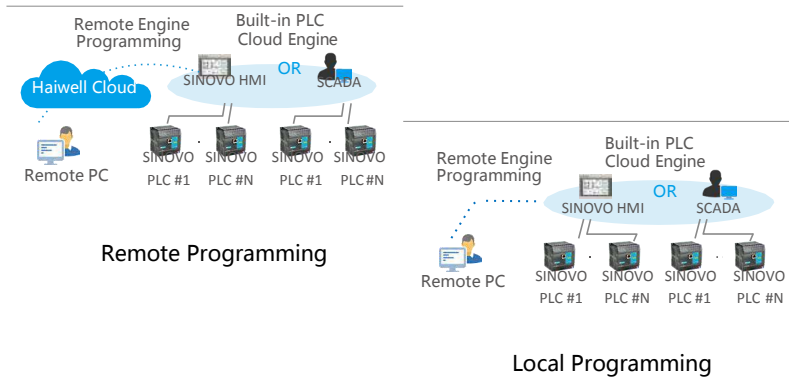 Remote Engine
Programming
Built-in PLC
Cloud Engine
Haiwell Cloud
SINOVO HMI
OR
SCADA
Remote PC
SINOVO SINOVO SINOVO SINOVO
PLC #1 PLC #N PLC #1 PLC#N
Remote Programming
Remote Engine
Programming
Built-in PLC
Cloud Engine
OR
SINOVO HMI
SCADA
Remote PC
SINOVO SINOVO SINOVO SINOVO
PLC #1 PLC #N PLC #1 PLC #N
Local Programming